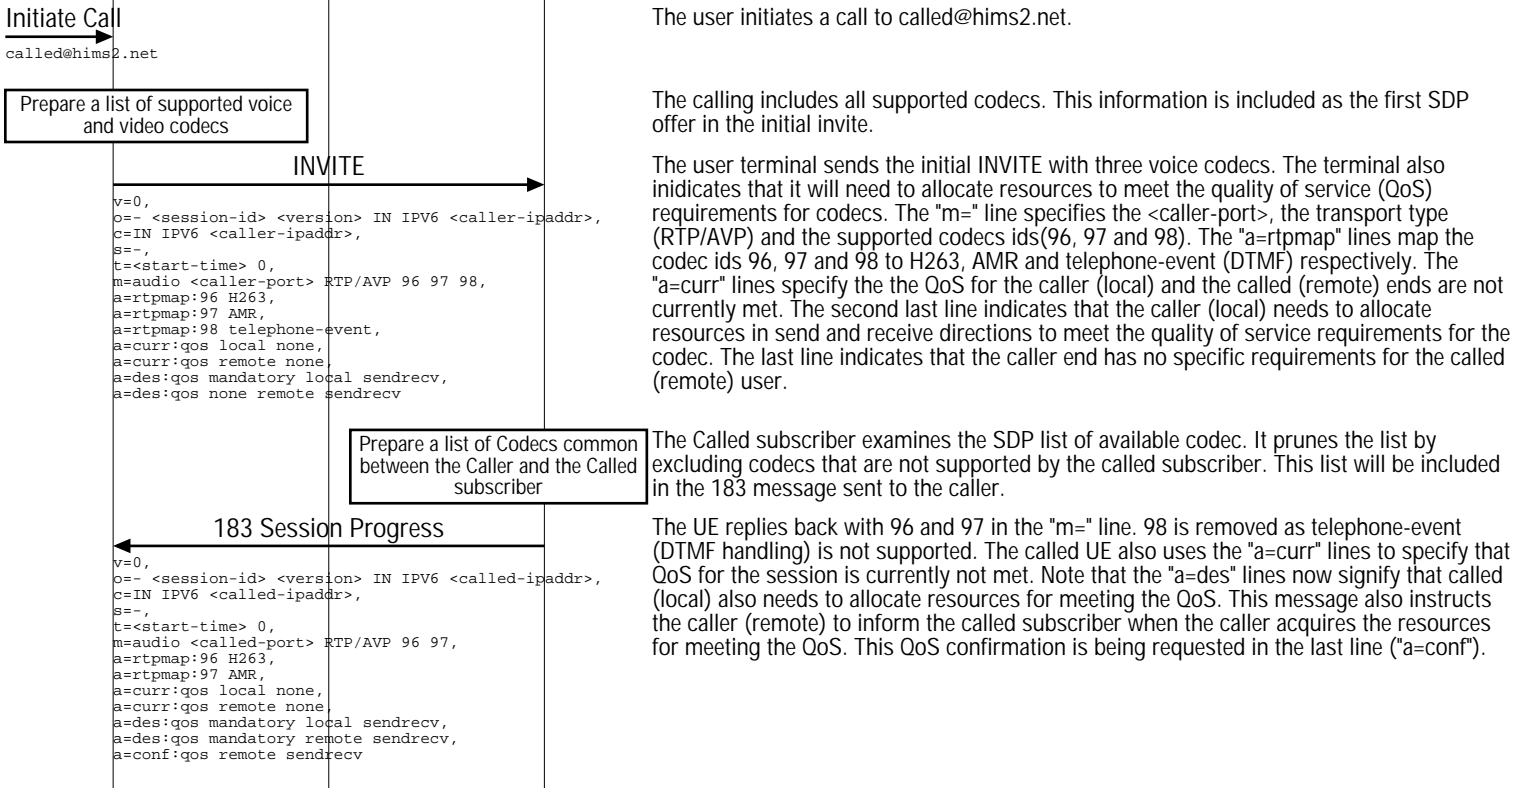 Initiate Call
called@hims2.net
The user initiates a call to called@hims2.net.
Prepare a list of supported voice
and video codecs
The calling includes all supported codecs. This information is included as the first SDP
offer in the initial invite.
INVITE
v=0,
o=- <session-id> <version> IN IPV6 <caller-ipaddr>,
c=IN IPV6 <caller-ipaddr>,
s=-,
t=<start-time> 0,
m=audio <caller-port> RTP/AVP 96 97 98,
a=rtpmap:96 H263,
a=rtpmap:97 AMR,
a=rtpmap:98 telephone-event,
a=curr:qos local none,
a=curr:qos remote none,
a=des:qos mandatory local sendrecv,
a=des:qos none remote sendrecv
The user terminal sends the initial INVITE with three voice codecs. The terminal also
inidicates that it will need to allocate resources to meet the quality of service (QoS)
requirements for codecs. The "m=" line specifies the <caller-port>, the transport type
(RTP/AVP) and the supported codecs ids(96, 97 and 98). The "a=rtpmap" lines map the
codec ids 96, 97 and 98 to H263, AMR and telephone-event (DTMF) respectively. The
"a=curr" lines specify the the QoS for the caller (local) and the called (remote) ends are not
currently met. The second last line indicates that the caller (local) needs to allocate
resources in send and receive directions to meet the quality of service requirements for the
codec. The last line indicates that the caller end has no specific requirements for the called
(remote) user.
Prepare a list of Codecs common
between the Caller and the Called
subscriber
The Called subscriber examines the SDP list of available codec. It prunes the list by
excluding codecs that are not supported by the called subscriber. This list will be included
in the 183 message sent to the caller.
183 Session Progress
v=0,
o=- <session-id> <version> IN IPV6 <called-ipaddr>,
c=IN IPV6 <called-ipaddr>,
s=-,
t=<start-time> 0,
m=audio <called-port> RTP/AVP 96 97,
a=rtpmap:96 H263,
a=rtpmap:97 AMR,
a=curr:qos local none,
a=curr:qos remote none,
a=des:qos mandatory local sendrecv,
a=des:qos mandatory remote sendrecv,
a=conf:qos remote sendrecv
The UE replies back with 96 and 97 in the "m=" line. 98 is removed as telephone-event
(DTMF handling) is not supported. The called UE also uses the "a=curr" lines to specify that
QoS for the session is currently not met. Note that the "a=des" lines now signify that called
(local) also needs to allocate resources for meeting the QoS. This message also instructs
the caller (remote) to inform the called subscriber when the caller acquires the resources
for meeting the QoS. This QoS confirmation is being requested in the last line ("a=conf").